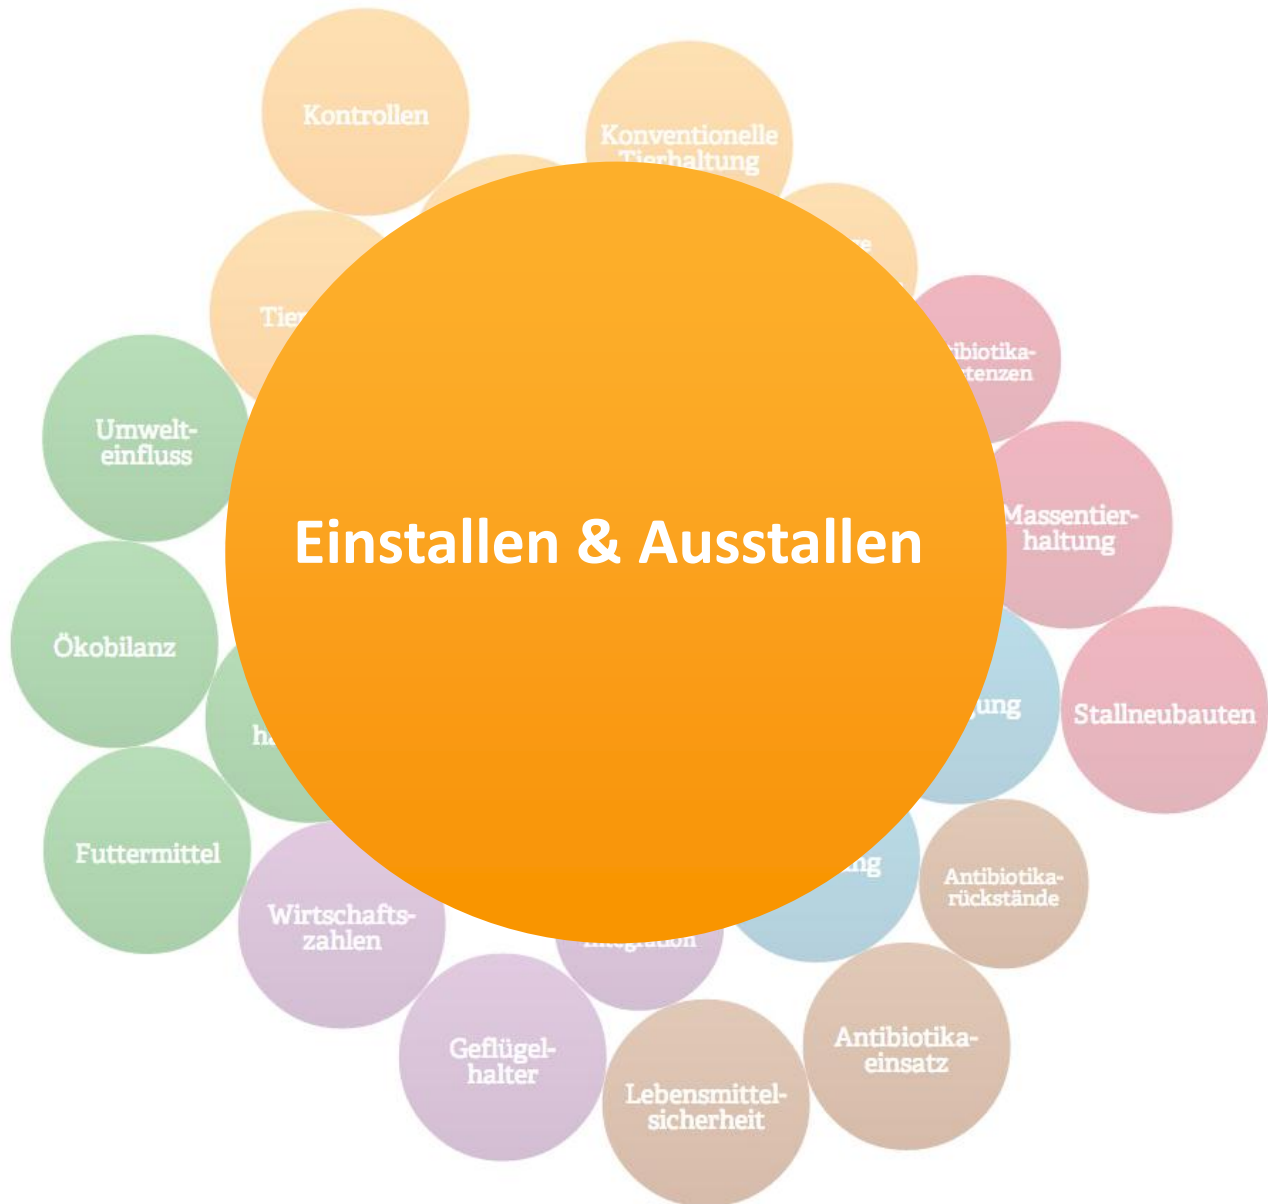 Kontrollen
Konventionelle
Tierhaltung
Umwelt-
einfluss
Einstallen & Ausstallen
Massentier-
haltung
Ökobilanz
Stallneubauten
Futtermittel
Antibiotika-
rückstände
Wirtschafts-
zahlen
Geflügel-
halter
Antibiotika-
einsatz
Lebensmittel-
sicherheit